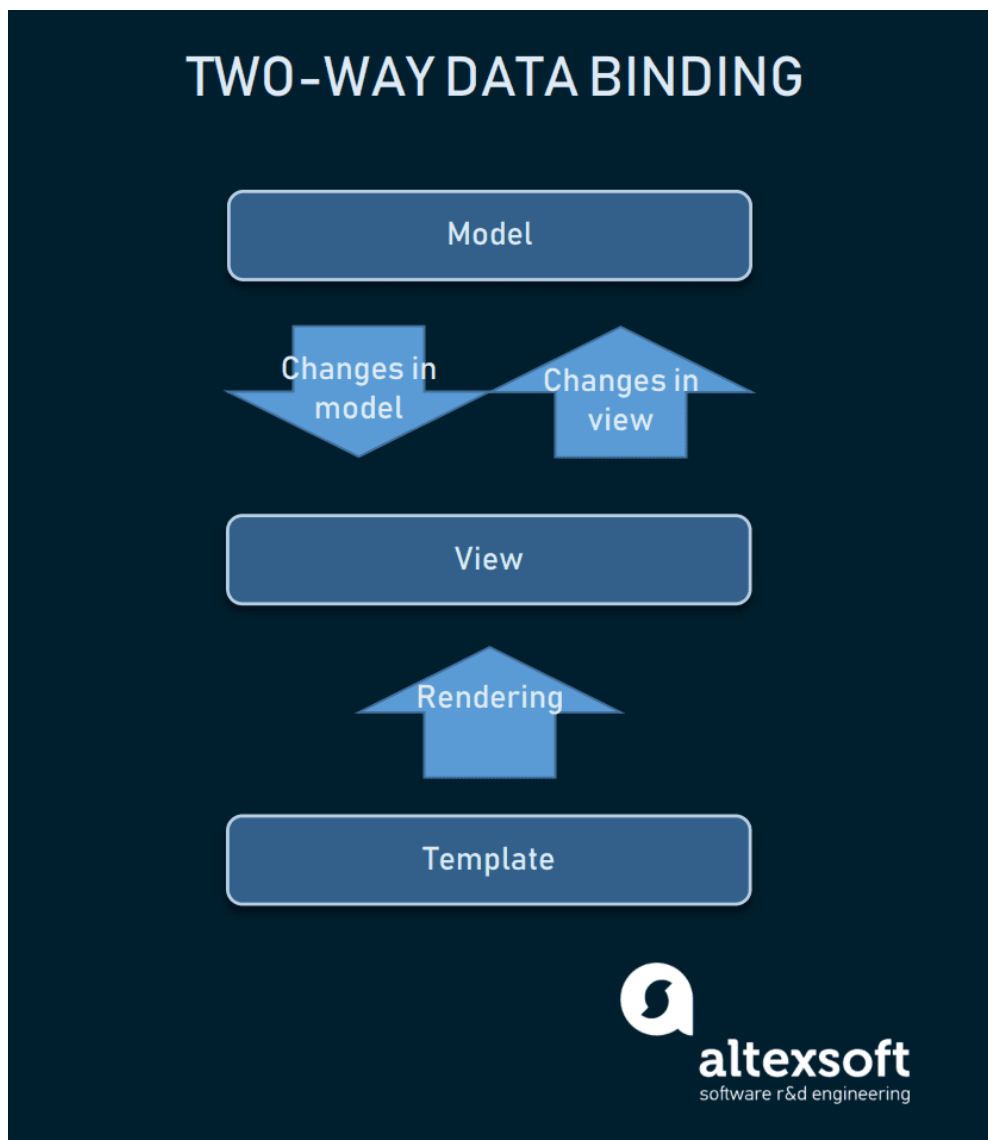 TWO-WAY DATA BINDING
Model
Changes in
model
Changes in
view
View
Rendering
Template
altexsoft
software r&d engineering